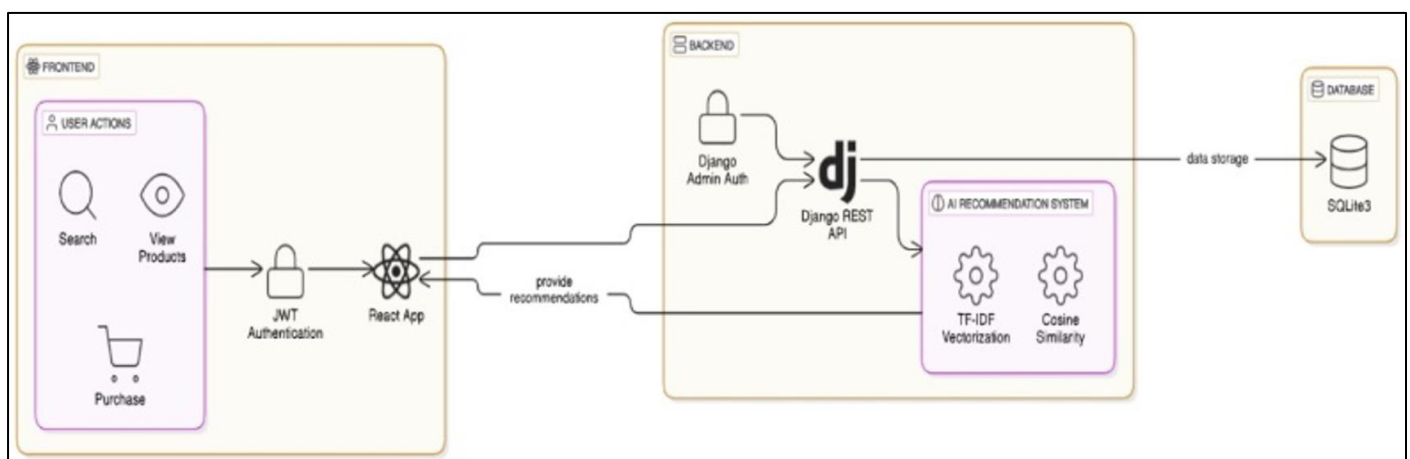 FRONTEND
USER ACTIONS
Search
View
Products
Purchase
JWT
Authentication
React App
provide
recommendations
BACKEND
Django
Admin Auth
dj
Django REST
API
AI RECOMMENDATION SYSTEM
TF-IDF
Vectorization
Cosine
Similarity
data storage
DATABASE
SQLite3